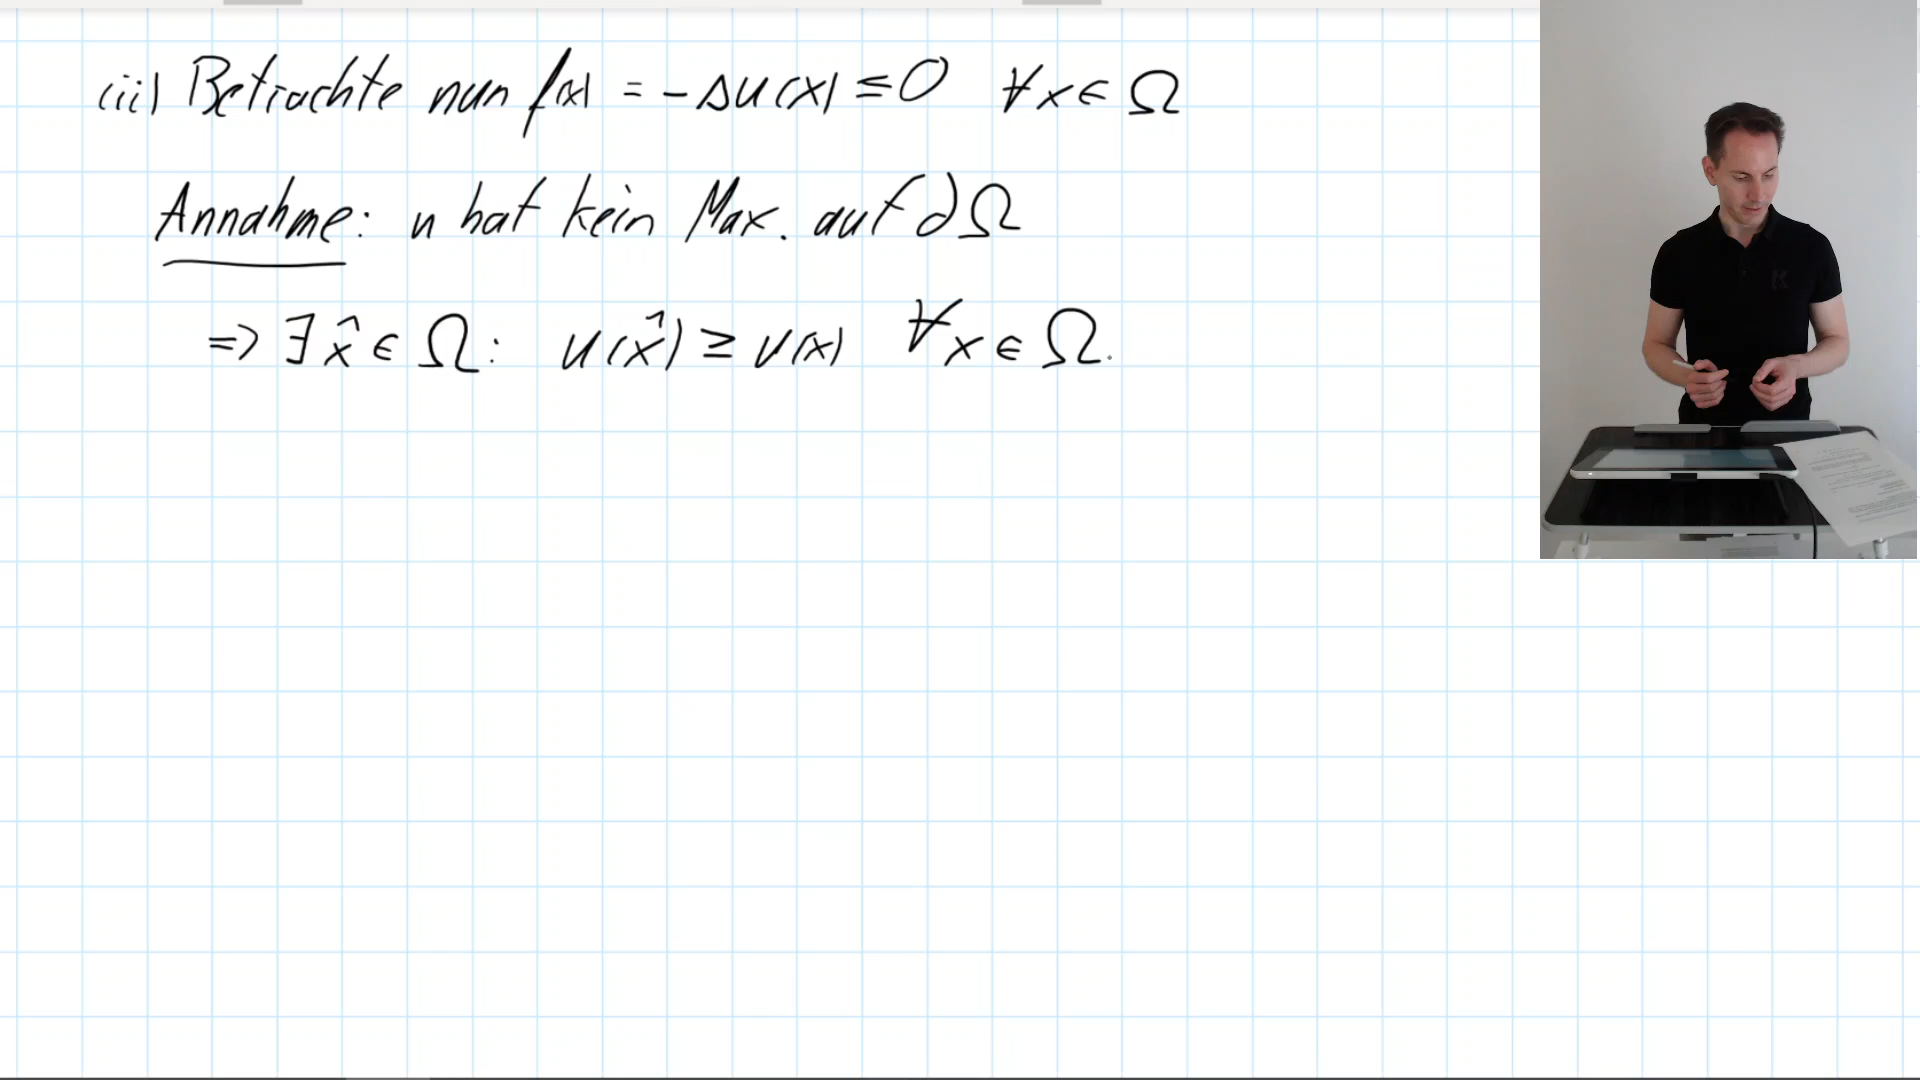 (ii) Betrachte nun f(x) = -Δu(x) ≤ 0 ∀x ∈ Ω
Annahme: u hat kein Max. auf ∂Ω
=> ∃ x̂ ∈ Ω: u(x̂) ≥ u(x) ∀x ∈ Ω.